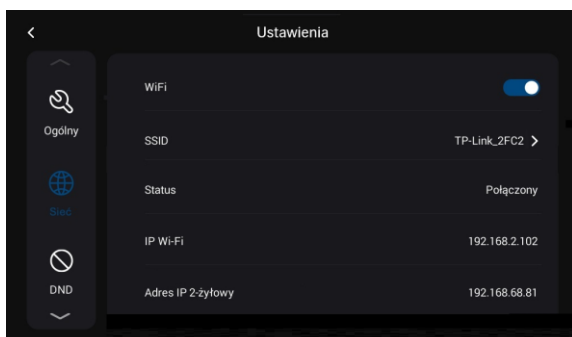 Ustawienia
Ogólny
Siec
DND
WiFi
SSID TP-Link_2FC2
Status Połączony
IP Wi-Fi 192.168.2.102
Adres IP 2-żyłowy 192.168.68.81